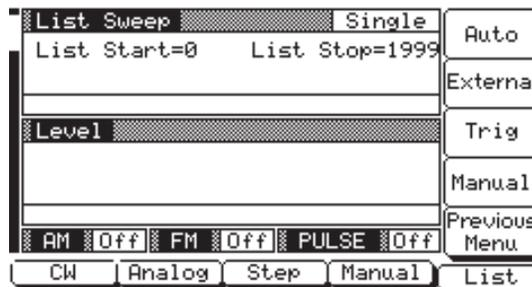 List Sweep Single
List Start=0 List Stop=1999
Level
AM Off FM Off PULSE Off
Auto
Externa
Trig
Manual
Previous
Menu
CW Analog Step Manual List